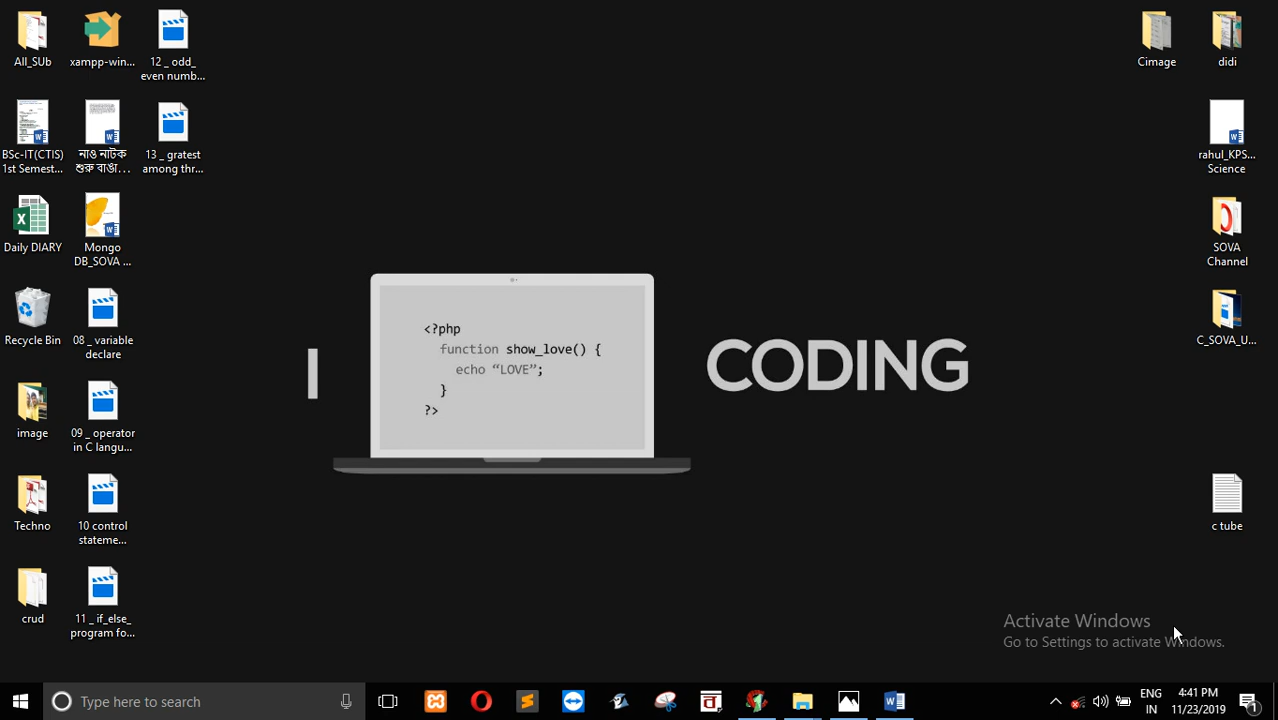 All_SUb
xampp-win...
12 _ odd_
even numb...
BSc-IT(CTIS)
1st Semest...
নাও নাটক
শুরু বাঙা...
13 _ gratest
among thr...
Daily DIARY
Mongo
DB_SOVA ...
Recycle Bin
08 _ variable
declare
image
09 _ operator
in C langu...
Techno
10 control
stateme...
crud
11 _ if_else_
program fo...
I
<?php
function show_love() {
echo “LOVE”;
}
?>
CODING
Cimage
didi
rahul_KPS...
Science
SOVA
Channel
C_SOVA_U...
c tube
Activate Windows
Go to Settings to activate Windows.
Type here to search
ENG
IN
4:41 PM
11/23/2019
1